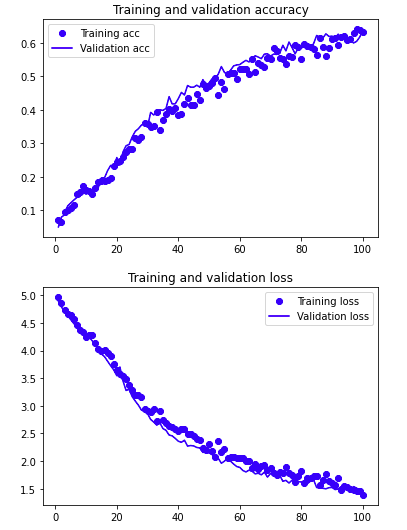 Training and validation accuracy
Training acc
Validation acc
0.6
0.5
0.4
0.3
0.2
0.1
0 20 40 60 80 100
Training and validation loss
Training loss
Validation loss
5.0
4.5
4.0
3.5
3.0
2.5
2.0
1.5
0 20 40 60 80 100